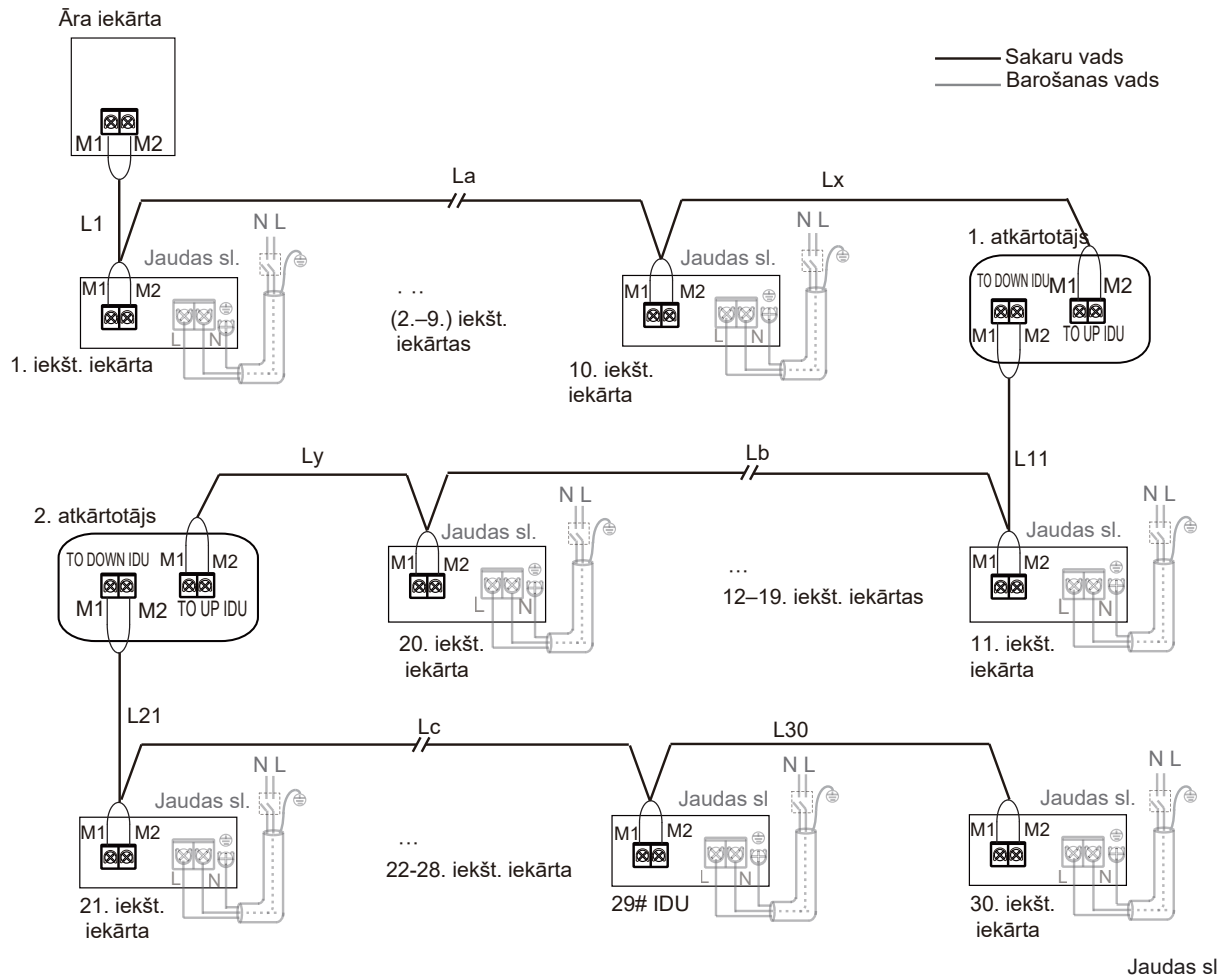 Āra iekārta
Sakaru vads
Barošanas vads
M1 M2
La
Lx
L1
N L
N L
1. atkārtotājs
Jaudas sl.
Jaudas sl.
TO DOWN IDU M1 M2
M1 M2
. ..
M1 M2
(2.–9.) iekšt.
iekārtas
L N
L N
M1 M2
TO UP IDU
1. iekšt. iekārta
10. iekšt.
iekārta
Ly
Lb
L11
N L
N L
2. atkārtotājs
Jaudas sl.
Jaudas sl.
TO DOWN IDU M1 M2
M1 M2
...
M1 M2
M1 M2
TO UP IDU
L N
12–19. iekšt. iekārtas
L N
20. iekšt.
iekārta
11. iekšt.
iekārta
L21
Lc
L30
N L
N L
N L
Jaudas sl.
Jaudas sl
Jaudas sl.
M1 M2
...
M1 M2
M1 M2
22-28. iekšt. iekārta
L N
L N
L N
21. iekšt.
iekārta
29# IDU
30. iekšt.
iekārta
Jaudas sl